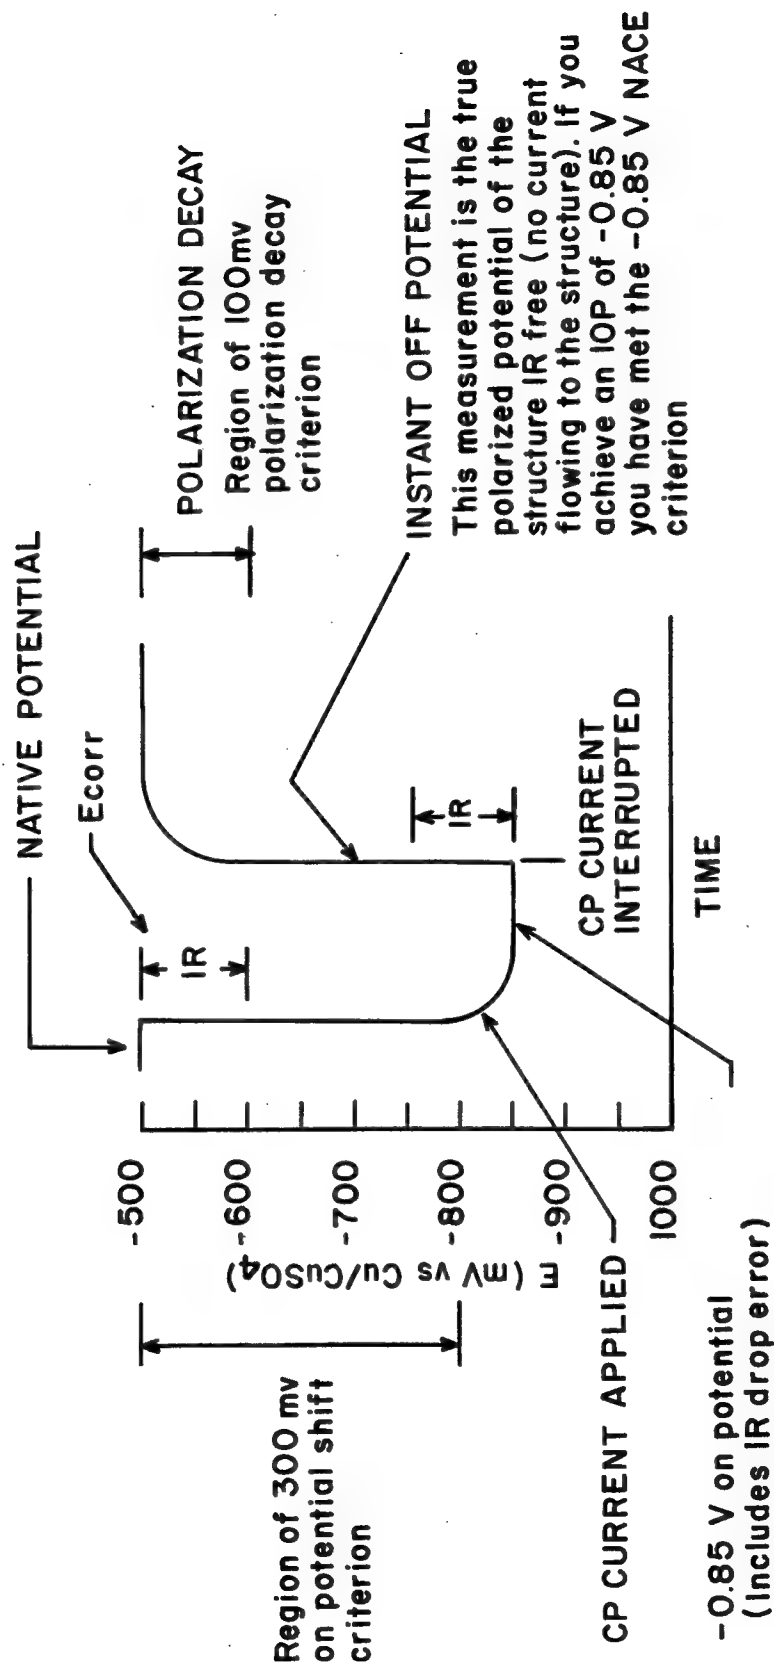 NATIVE POTENTIAL
Ecorr
IR
POLARIZATION DECAY
Region of 100mv
polarization decay
criterion
Region of 300 mv
on potential shift
criterion
E (mV vs Cu/CuSO4)
-500
-600
-700
-800
-900
1000
INSTANT OFF POTENTIAL
This measurement is the true
polarized potential of the
structure IR free (no current
flowing to the structure). If you
achieve an IOP of -0.85 V
you have met the -0.85 V NACE
criterion
IR
CP CURRENT
INTERRUPTED
TIME
CP CURRENT APPLIED
-0.85 V on potential
(Includes IR drop error)